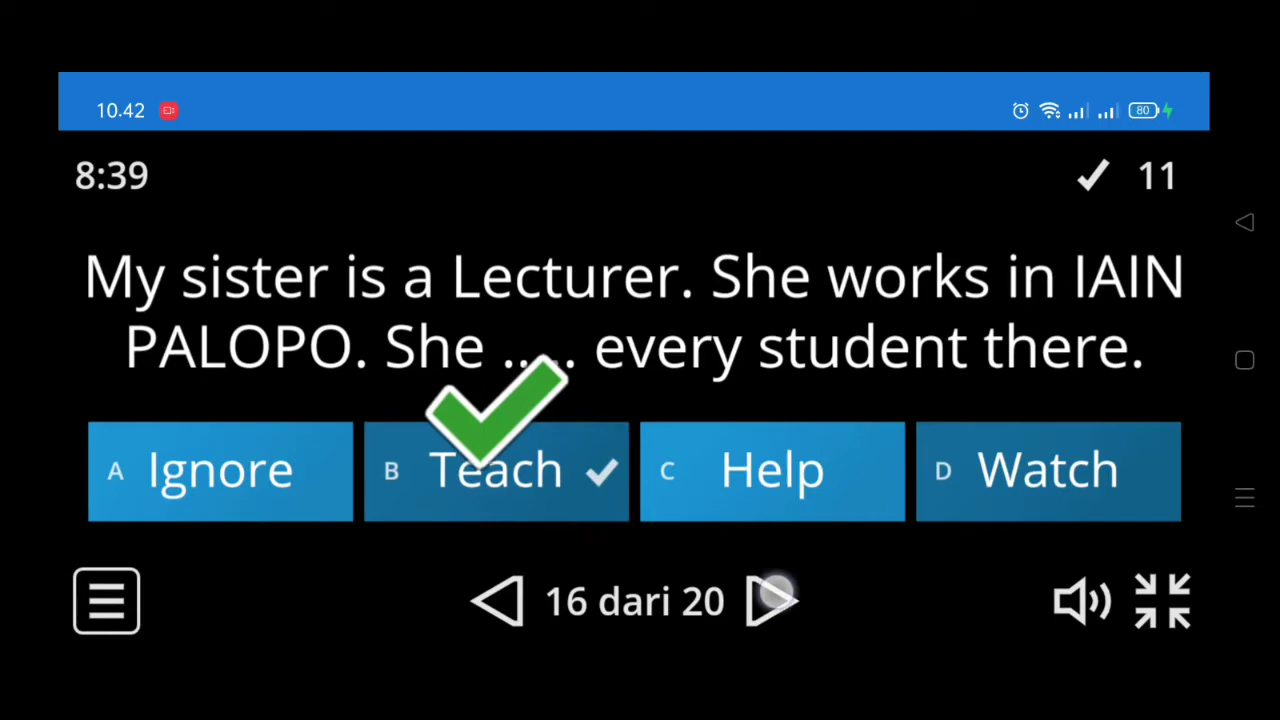 10.42
80
8:39
11
My sister is a Lecturer. She works in IAIN
PALOPO. She ..... every student there.
A Ignore
B Teach
C Help
D Watch
16 dari 20